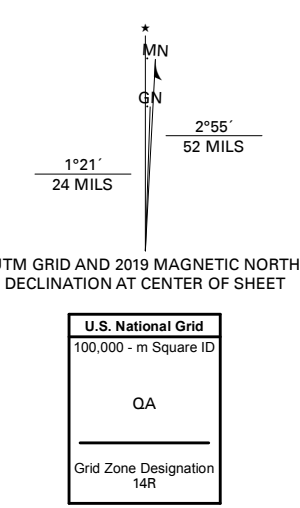 ★
MN
GN
2°55´
52 MILS
1°21´
24 MILS
UTM GRID AND 2019 MAGNETIC NORTH
DECLINATION AT CENTER OF SHEET
U.S. National Grid
100,000 - m Square ID
QA
Grid Zone Designation
14R